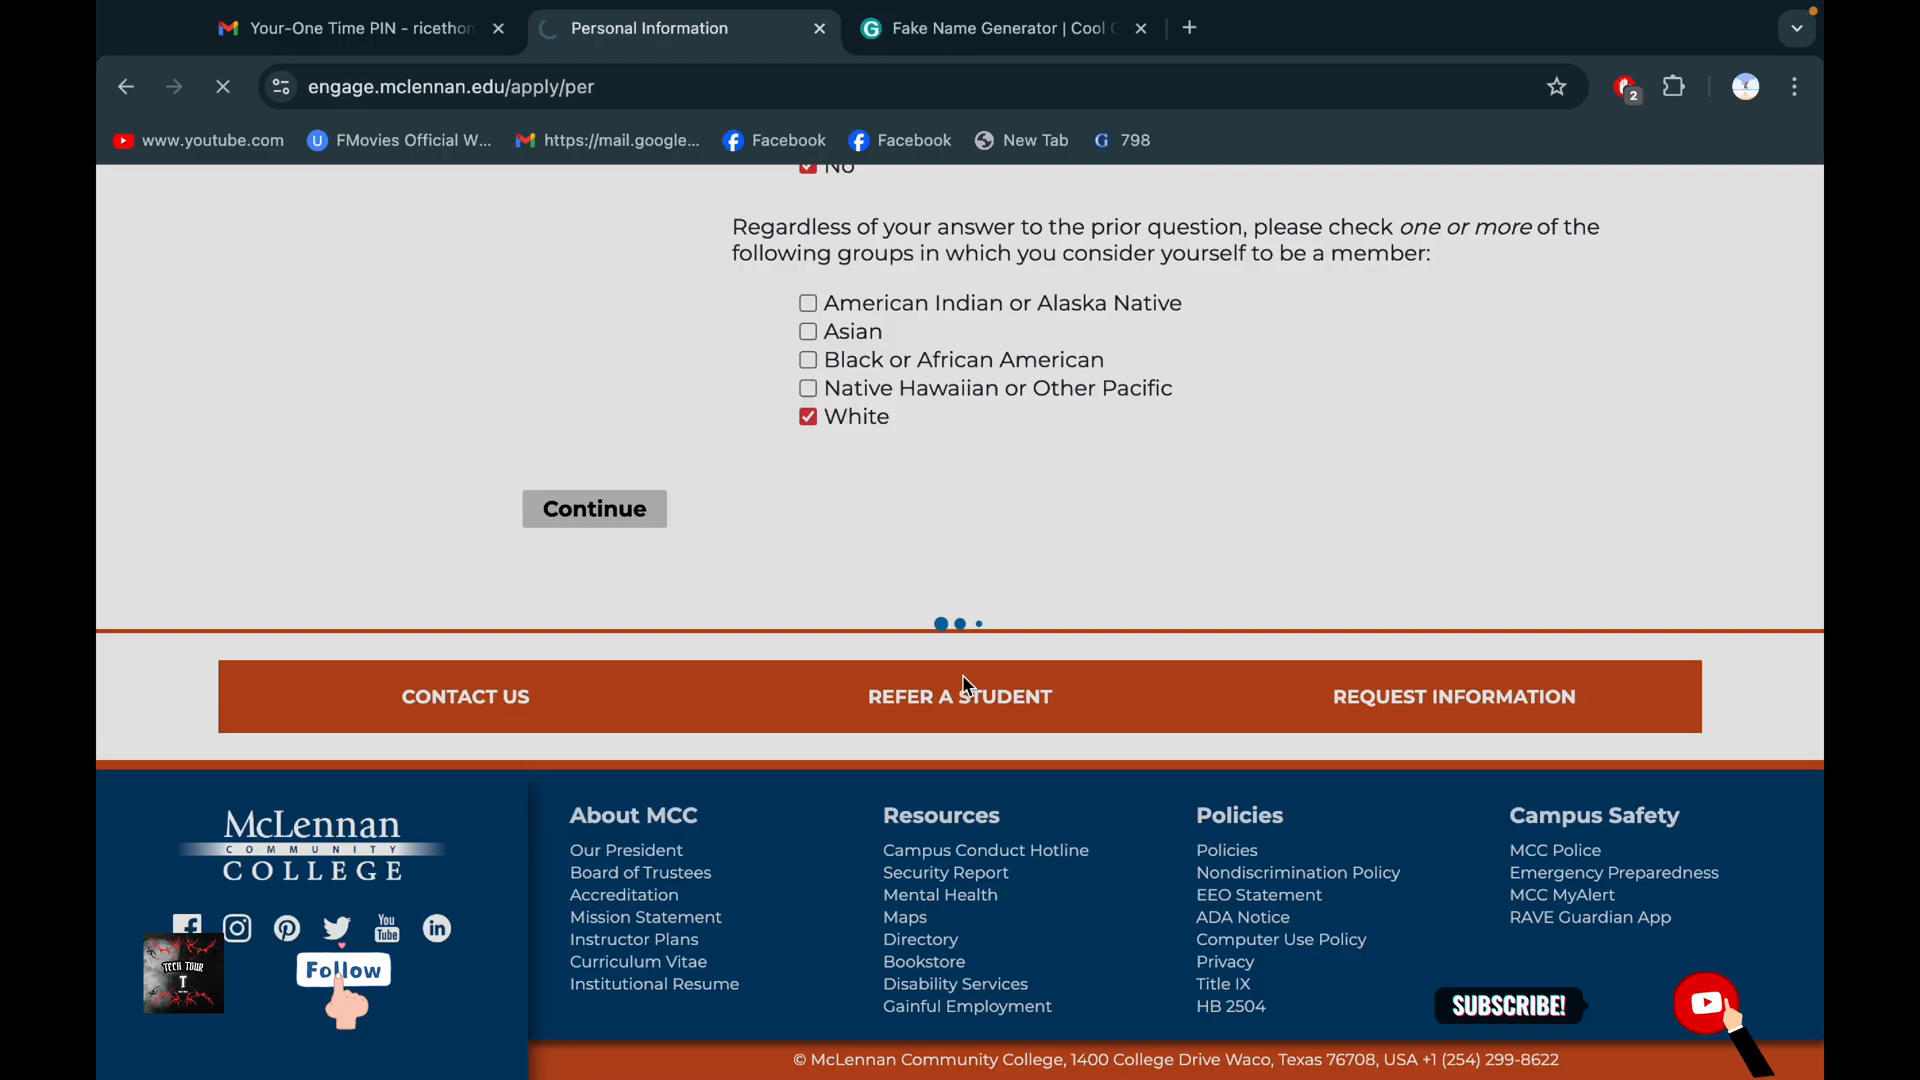 Your-One Time PIN - ricethom
Personal Information
Fake Name Generator | Cool G
engage.mclennan.edu/apply/per
2
www.youtube.com
FMovies Official W...
https://mail.google...
Facebook
Facebook
New Tab
798
No
Regardless of your answer to the prior question, please check one or more of the
following groups in which you consider yourself to be a member:
American Indian or Alaska Native
Asian
Black or African American
Native Hawaiian or Other Pacific
White
Continue
CONTACT US
REFER A STUDENT
REQUEST INFORMATION
McLennan
COMMUNITY
COLLEGE
You
Tube
TECH TOUR
T
Follow
About MCC
Our President
Board of Trustees
Accreditation
Mission Statement
Instructor Plans
Curriculum Vitae
Institutional Resume
Resources
Campus Conduct Hotline
Security Report
Mental Health
Maps
Directory
Bookstore
Disability Services
Gainful Employment
Policies
Policies
Nondiscrimination Policy
EEO Statement
ADA Notice
Computer Use Policy
Privacy
Title IX
HB 2504
Campus Safety
MCC Police
Emergency Preparedness
MCC MyAlert
RAVE Guardian App
SUBSCRIBE!
© McLennan Community College, 1400 College Drive Waco, Texas 76708, USA +1 (254) 299-8622